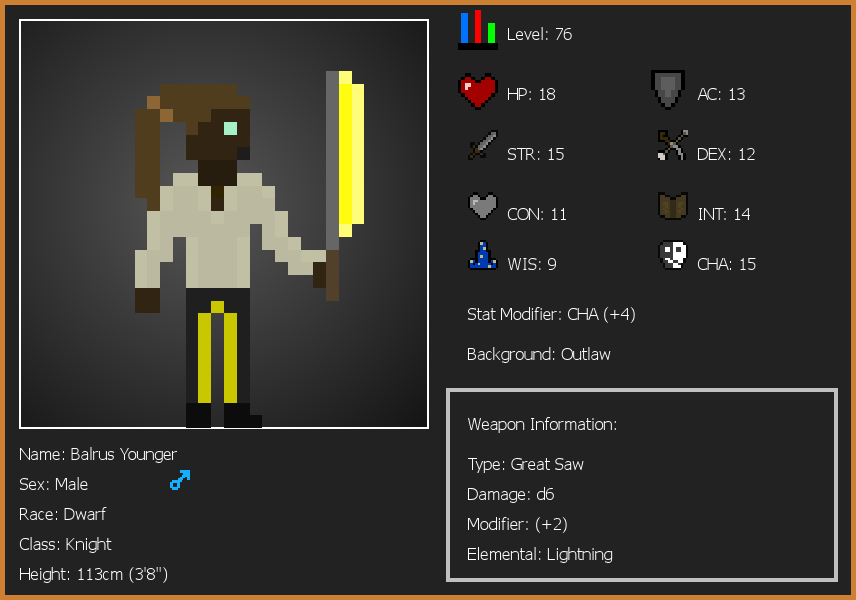 Level: 76
HP: 18
AC: 13
STR: 15
DEX: 12
CON: 11
INT: 14
WIS: 9
CHA: 15
Stat Modifier: CHA (+4)
Background: Outlaw
Weapon Information:
Type: Great Saw
Damage: d6
Modifier: (+2)
Elemental: Lightning
Name: Balrus Younger
Sex: Male
Race: Dwarf
Class: Knight
Height: 113cm (3'8")